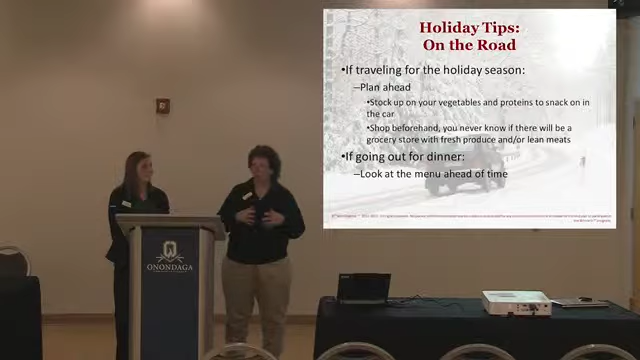 Holiday Tips:
On the Road
•If traveling for the holiday season:
–Plan ahead
•Stock up on your vegetables and proteins to snack on in
the car
•Shop beforehand, you never know if there will be a
grocery store with fresh produce and/or lean meats
•If going out for dinner:
–Look at the menu ahead of time
ONONDAGA